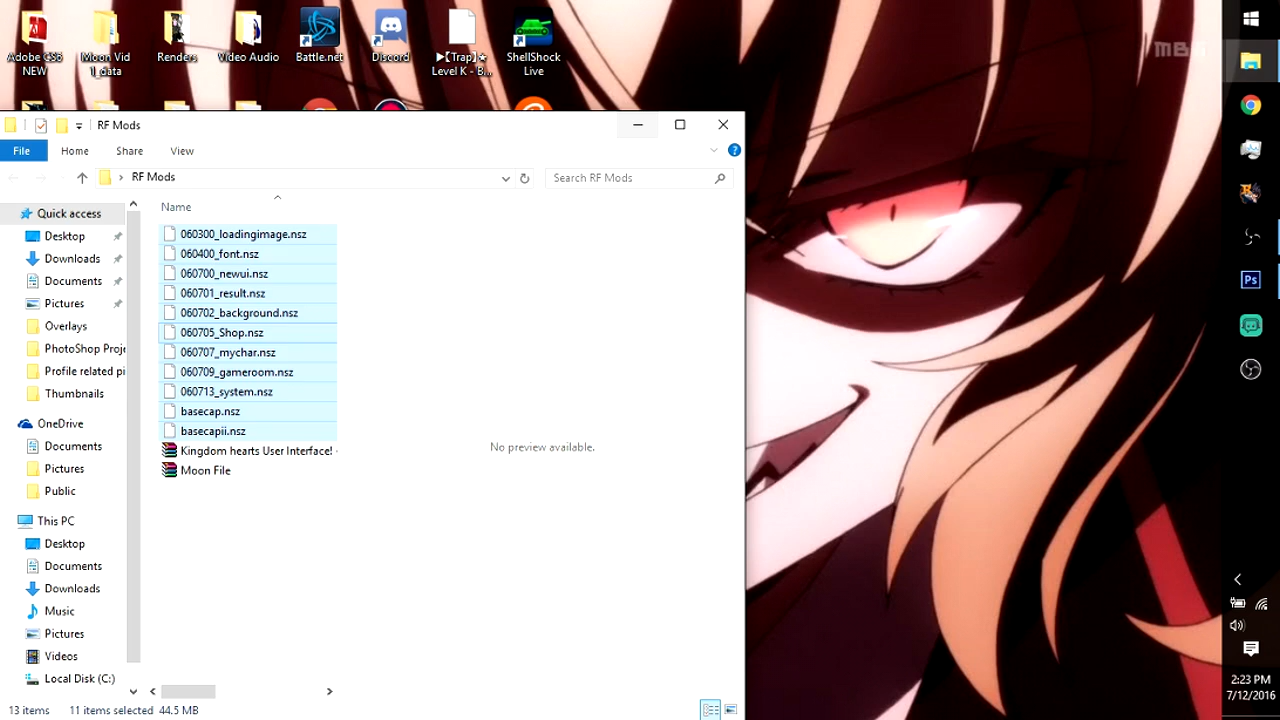 Adobe CS6
NEW
Moon Vid
1_data
Renders
Video Audio
Battle.net
Discord
►【Trap】★
Level K - B...
ShellShock
Live
RF Mods
File
Home
Share
View
RF Mods
Search RF Mods
Name
Quick access
Desktop
Downloads
Documents
Pictures
Overlays
PhotoShop Proje
Profile related pi
Thumbnails
OneDrive
Documents
Pictures
Public
This PC
Desktop
Documents
Downloads
Music
Pictures
Videos
Local Disk (C:)
060300_loadingimage.nsz
060400_font.nsz
060700_newui.nsz
060701_result.nsz
060702_background.nsz
060705_Shop.nsz
060707_mychar.nsz
060709_gameroom.nsz
060713_system.nsz
basecap.nsz
basecapii.nsz
Kingdom hearts User Interface!
Moon File
No preview available.
13 items
11 items selected 44.5 MB
Ps
2:23 PM
7/12/2016